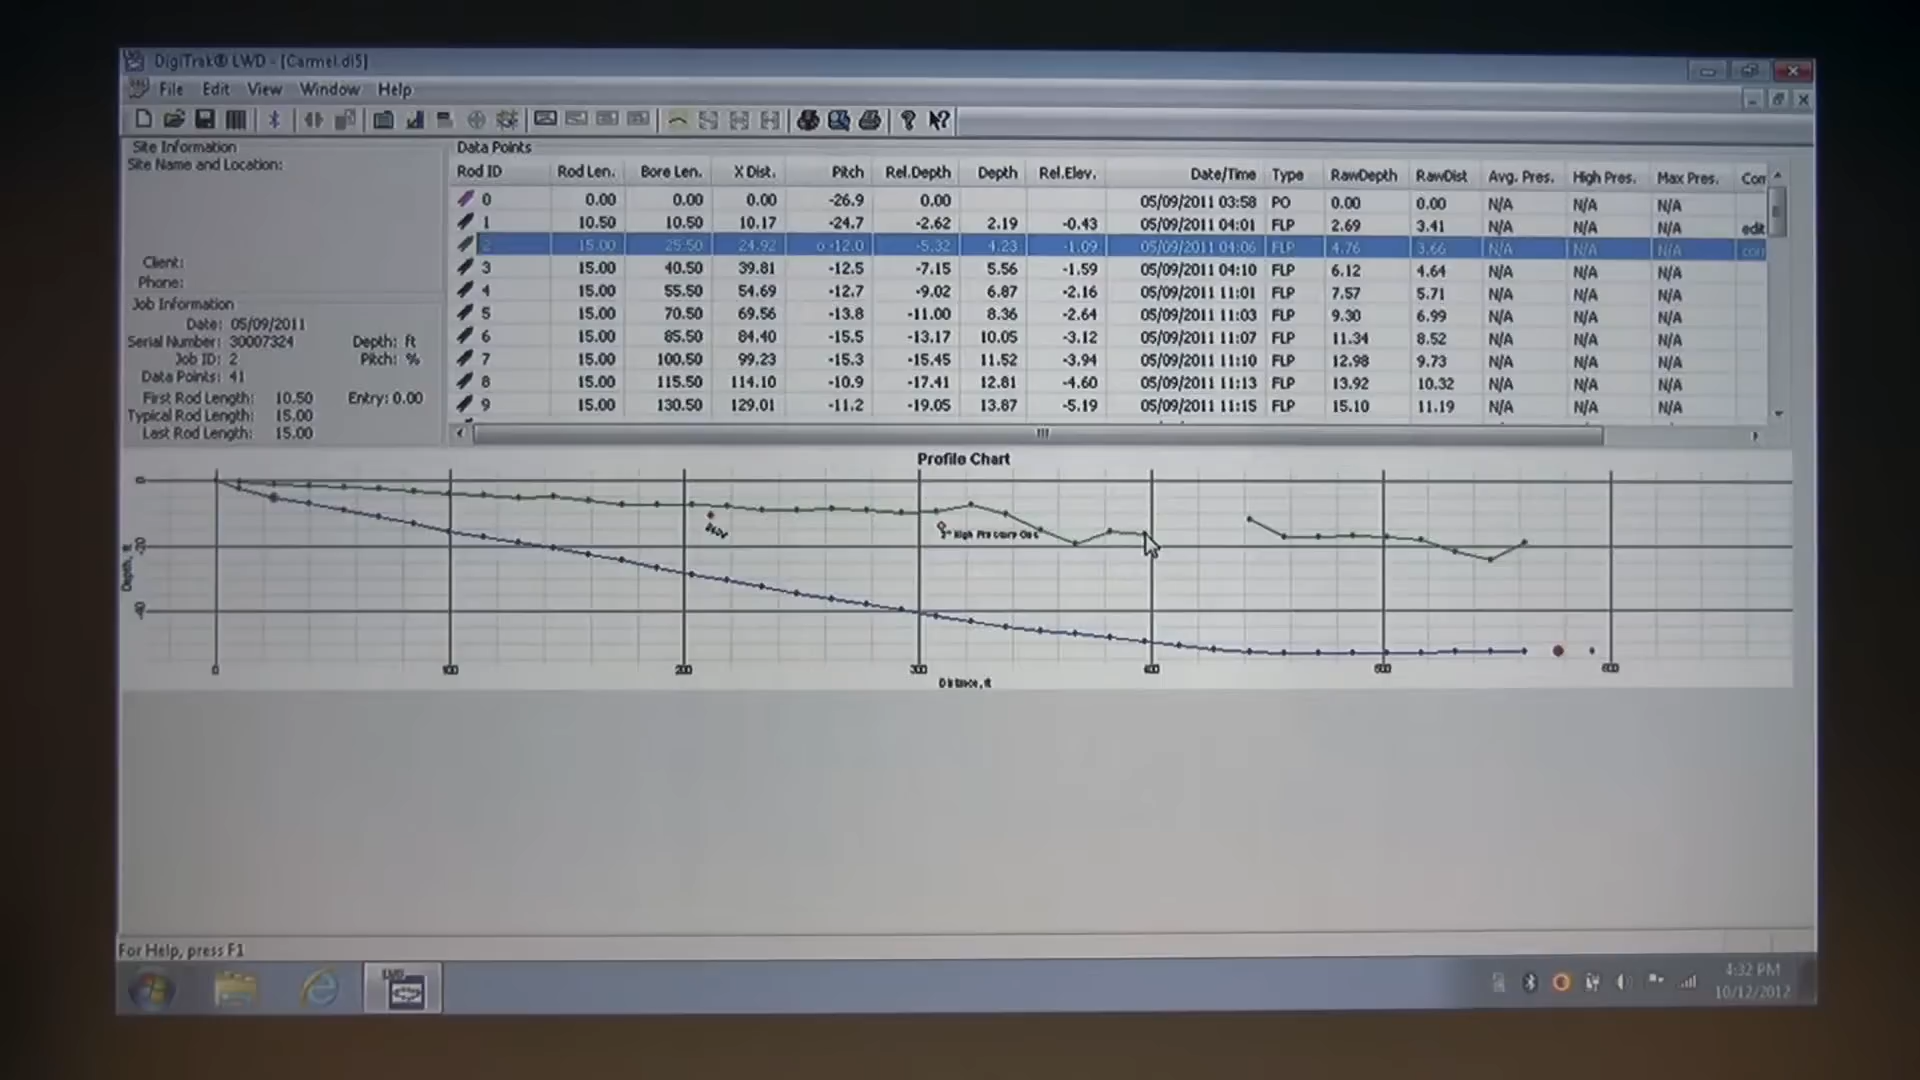 DigiTrak® LWD - [Carmel.dl5]
File Edit View Window Help
Site Information
Site Name and Location:
Client:
Phone:
Job Information
Date: 05/09/2011
Serial Number: 30007324 Depth: ft
Job ID: 2 Pitch: %
Data Points: 41
First Rod Length: 10.50 Entry: 0.00
Typical Rod Length: 15.00
Last Rod Length: 15.00
Data Points
Rod ID Rod Len. Bore Len. X Dist. Pitch Rel.Depth Depth Rel.Elev. Date/Time Type RawDepth RawDist Avg. Pres. High Pres. Max Pres. Con
0 0.00 0.00 0.00 -26.9 0.00 05/09/2011 03:58 PO 0.00 0.00 N/A N/A N/A
1 10.50 10.50 10.17 -24.7 -2.62 2.19 -0.43 05/09/2011 04:01 FLP 2.69 3.41 N/A N/A N/A edit
2 15.00 25.50 24.92 o -12.0 -5.32 4.23 -1.09 05/09/2011 04:06 FLP 4.76 3.66 N/A N/A N/A
3 15.00 40.50 39.81 -12.5 -7.15 5.56 -1.59 05/09/2011 04:10 FLP 6.12 4.64 N/A N/A N/A
4 15.00 55.50 54.69 -12.7 -9.02 6.87 -2.16 05/09/2011 11:01 FLP 7.57 5.71 N/A N/A N/A
5 15.00 70.50 69.56 -13.8 -11.00 8.36 -2.64 05/09/2011 11:03 FLP 9.30 6.99 N/A N/A N/A
6 15.00 85.50 84.40 -15.5 -13.17 10.05 -3.12 05/09/2011 11:07 FLP 11.34 8.52 N/A N/A N/A
7 15.00 100.50 99.23 -15.3 -15.45 11.52 -3.94 05/09/2011 11:10 FLP 12.98 9.73 N/A N/A N/A
8 15.00 115.50 114.10 -10.9 -17.41 12.81 -4.60 05/09/2011 11:13 FLP 13.92 10.32 N/A N/A N/A
9 15.00 130.50 129.01 -11.2 -19.05 13.87 -5.19 05/09/2011 11:15 FLP 15.10 11.19 N/A N/A N/A
Profile Chart
0
-20
-40
Depth, ft
High Pressure Gas
0 100 200 300 400 500 600
Distance, ft
For Help, press F1
LWD
4:32 PM
10/12/2012